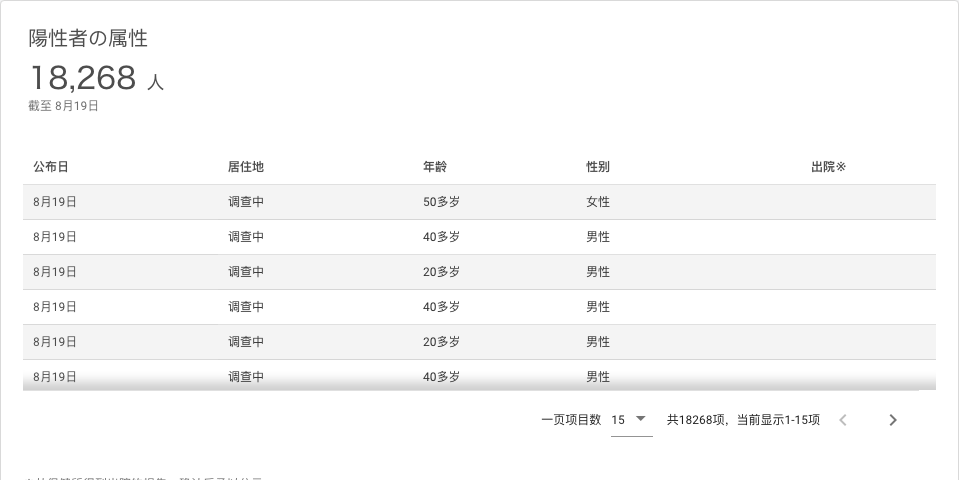 陽性者の属性
18,268 人
截至 8月19日
公布日 居住地 年龄 性别 出院※
8月19日 调查中 50多岁 女性
8月19日 调查中 40多岁 男性
8月19日 调查中 20多岁 男性
8月19日 调查中 40多岁 男性
8月19日 调查中 20多岁 男性
8月19日 调查中 40多岁 男性
一页项目数 15 共18268项，当前显示1-15项